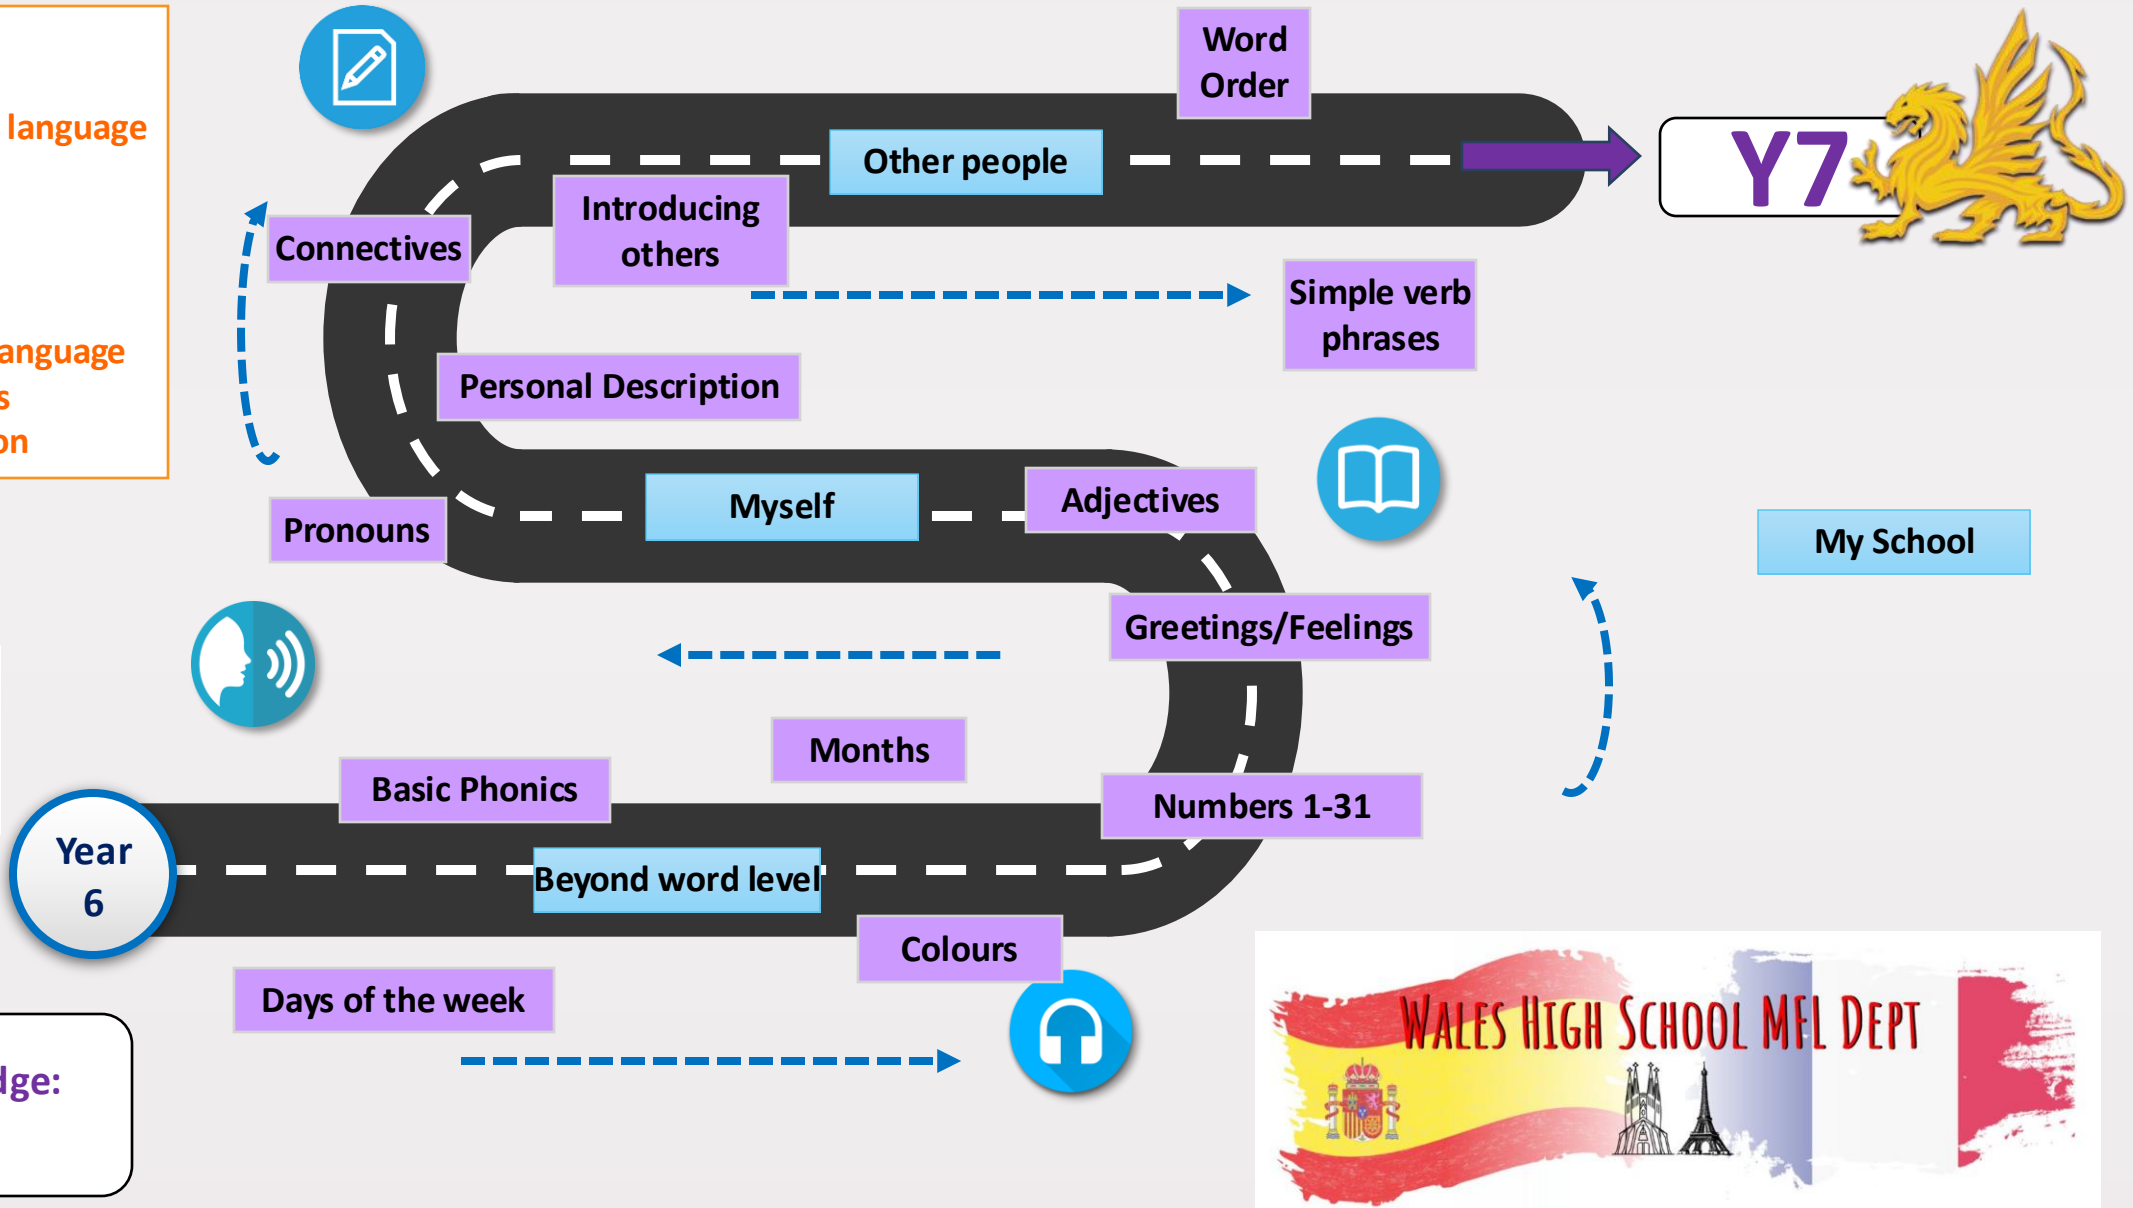 language
anguage
s
on
Word
Order
Other people
Y7
Introducing
others
Connectives
Simple verb
phrases
Personal Description
Myself
Adjectives
Pronouns
My School
Greetings/Feelings
Months
Basic Phonics
Numbers 1-31
Year
6
Beyond word level
Colours
Days of the week
dge:
WALES HIGH SCHOOL MFL DEPT